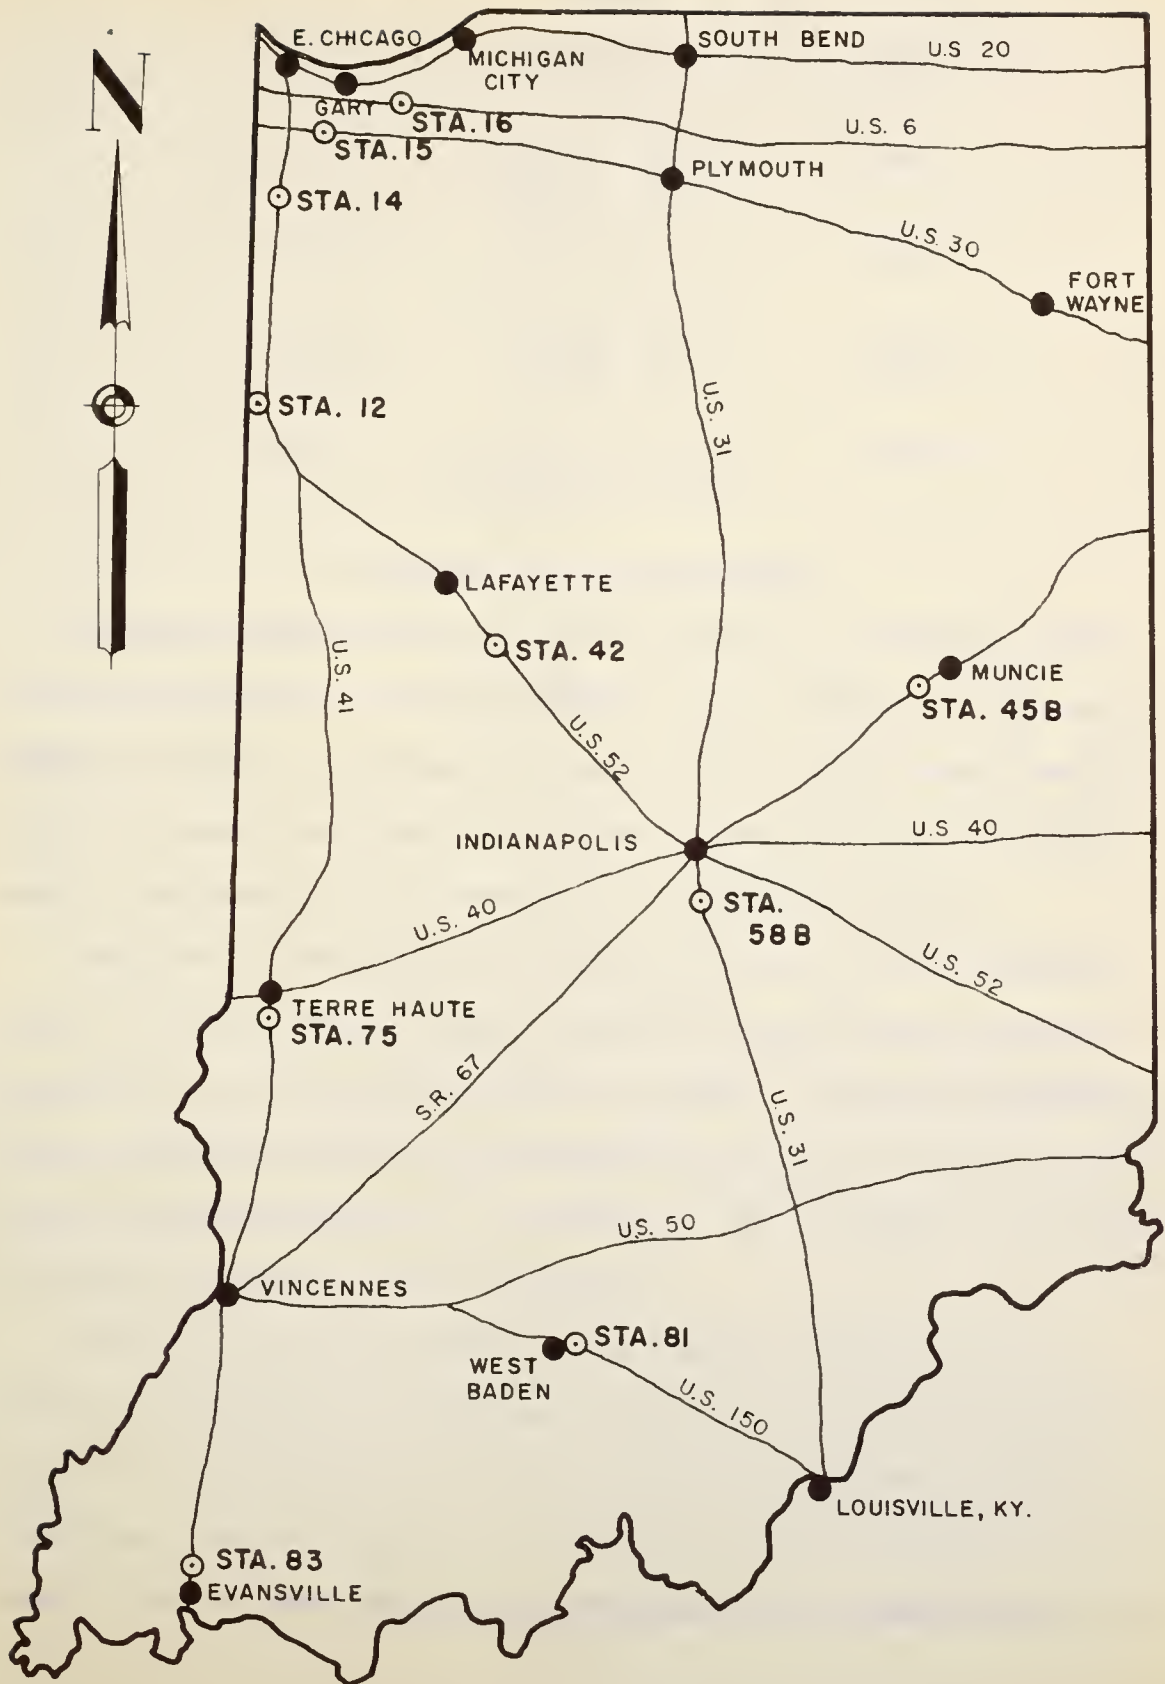 N
E. CHICAGO
MICHIGAN
CITY
SOUTH BEND
U.S 20
GARY
STA. 16
STA. 15
U.S. 6
PLYMOUTH
STA. 14
U.S. 30
FORT
WAYNE
STA. 12
U.S. 31
LAFAYETTE
STA. 42
U.S. 41
MUNCIE
STA. 45B
U.S. 52
INDIANAPOLIS
U.S 40
STA.
58B
U.S. 40
U.S. 52
TERRE HAUTE
STA. 75
S.R. 67
U.S. 31
U.S. 50
VINCENNES
STA. 81
WEST
BADEN
U.S. 150
LOUISVILLE, KY.
STA. 83
EVANSVILLE